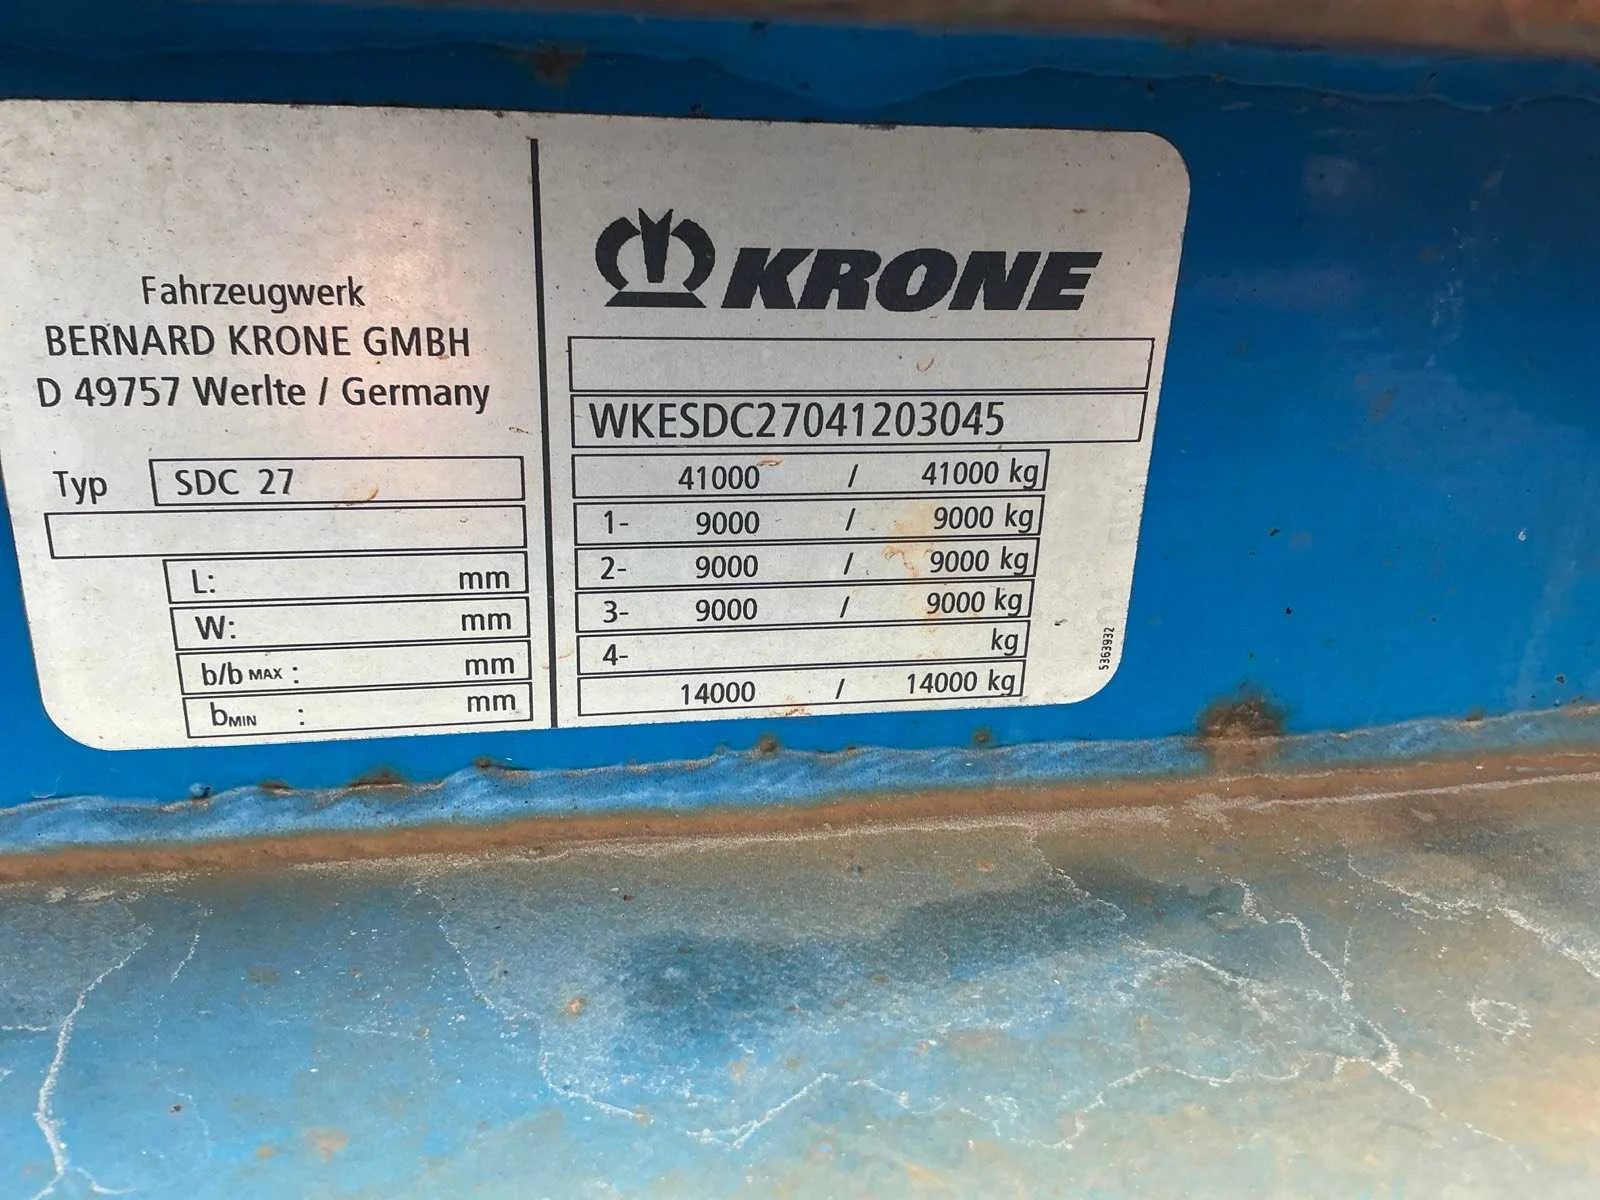 Fahrzeugwerk
BERNARD KRONE GMBH
D 49757 Werlte / Germany
Typ SDC 27
L: mm
W: mm
b/b MAX : mm
bMIN : mm
KRONE
WKESDC27041203045
41000 / 41000 kg
1- 9000 / 9000 kg
2- 9000 / 9000 kg
3- 9000 / 9000 kg
4- kg
14000 / 14000 kg
5363932